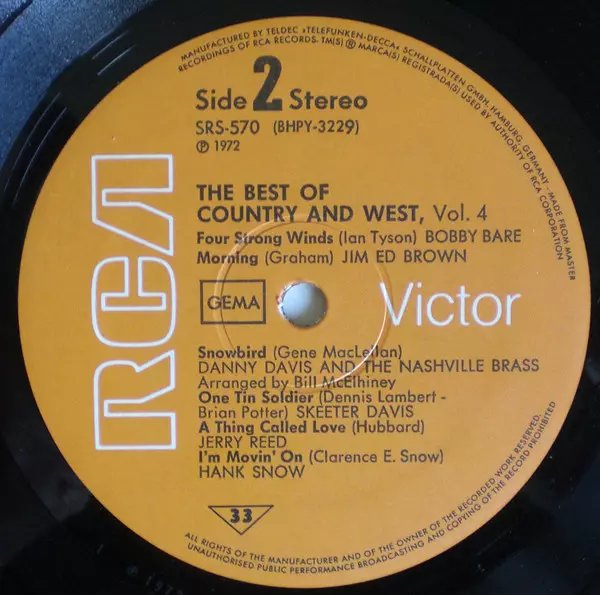 MANUFACTURED BY TELDEC »TELEFUNKEN-DECCA« SCHALLPLATTEN GMBH, HAMBURG, GERMANY - MADE FROM MASTER
RECORDINGS OF RCA RECORDS. TM(S) ® MARCA(S) REGISTRADA(S) USED BY AUTHORITY OF RCA CORPORATION
Side 2 Stereo
SRS-570 (BHPY-3229)
℗ 1972
RCA
THE BEST OF
COUNTRY AND WEST, Vol. 4
Four Strong Winds (Ian Tyson) BOBBY BARE
Morning (Graham) JIM ED BROWN
GEMA
Victor
Snowbird (Gene MacLellan)
DANNY DAVIS AND THE NASHVILLE BRASS
Arranged by Bill McElhiney
One Tin Soldier (Dennis Lambert -
Brian Potter) SKEETER DAVIS
A Thing Called Love (Hubbard)
JERRY REED
I'm Movin' On (Clarence E. Snow)
HANK SNOW
33
ALL RIGHTS OF THE MANUFACTURER AND OF THE OWNER OF THE RECORDED WORK RESERVED.
UNAUTHORISED PUBLIC PERFORMANCE BROADCASTING AND COPYING OF THE RECORD PROHIBITED